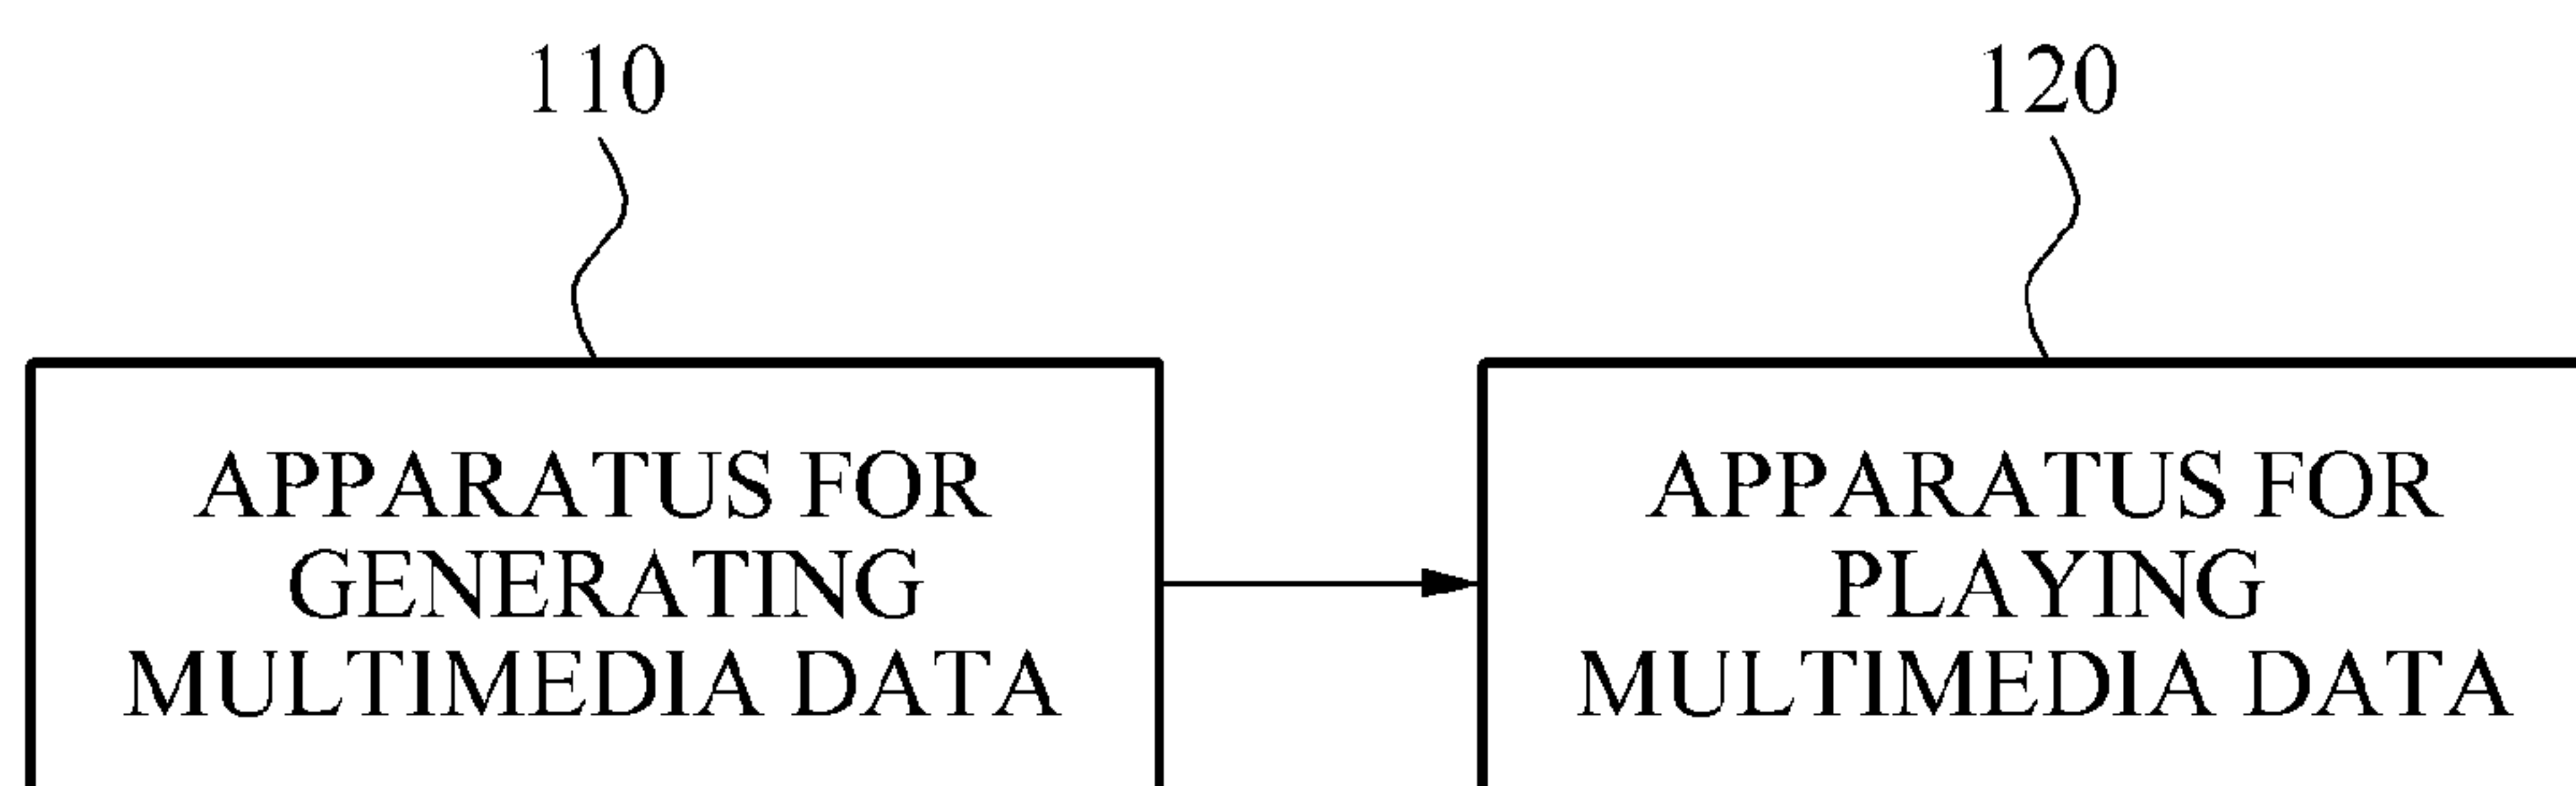 110
120
APPARATUS FOR
GENERATING
MULTIMEDIA DATA
APPARATUS FOR
PLAYING
MULTIMEDIA DATA